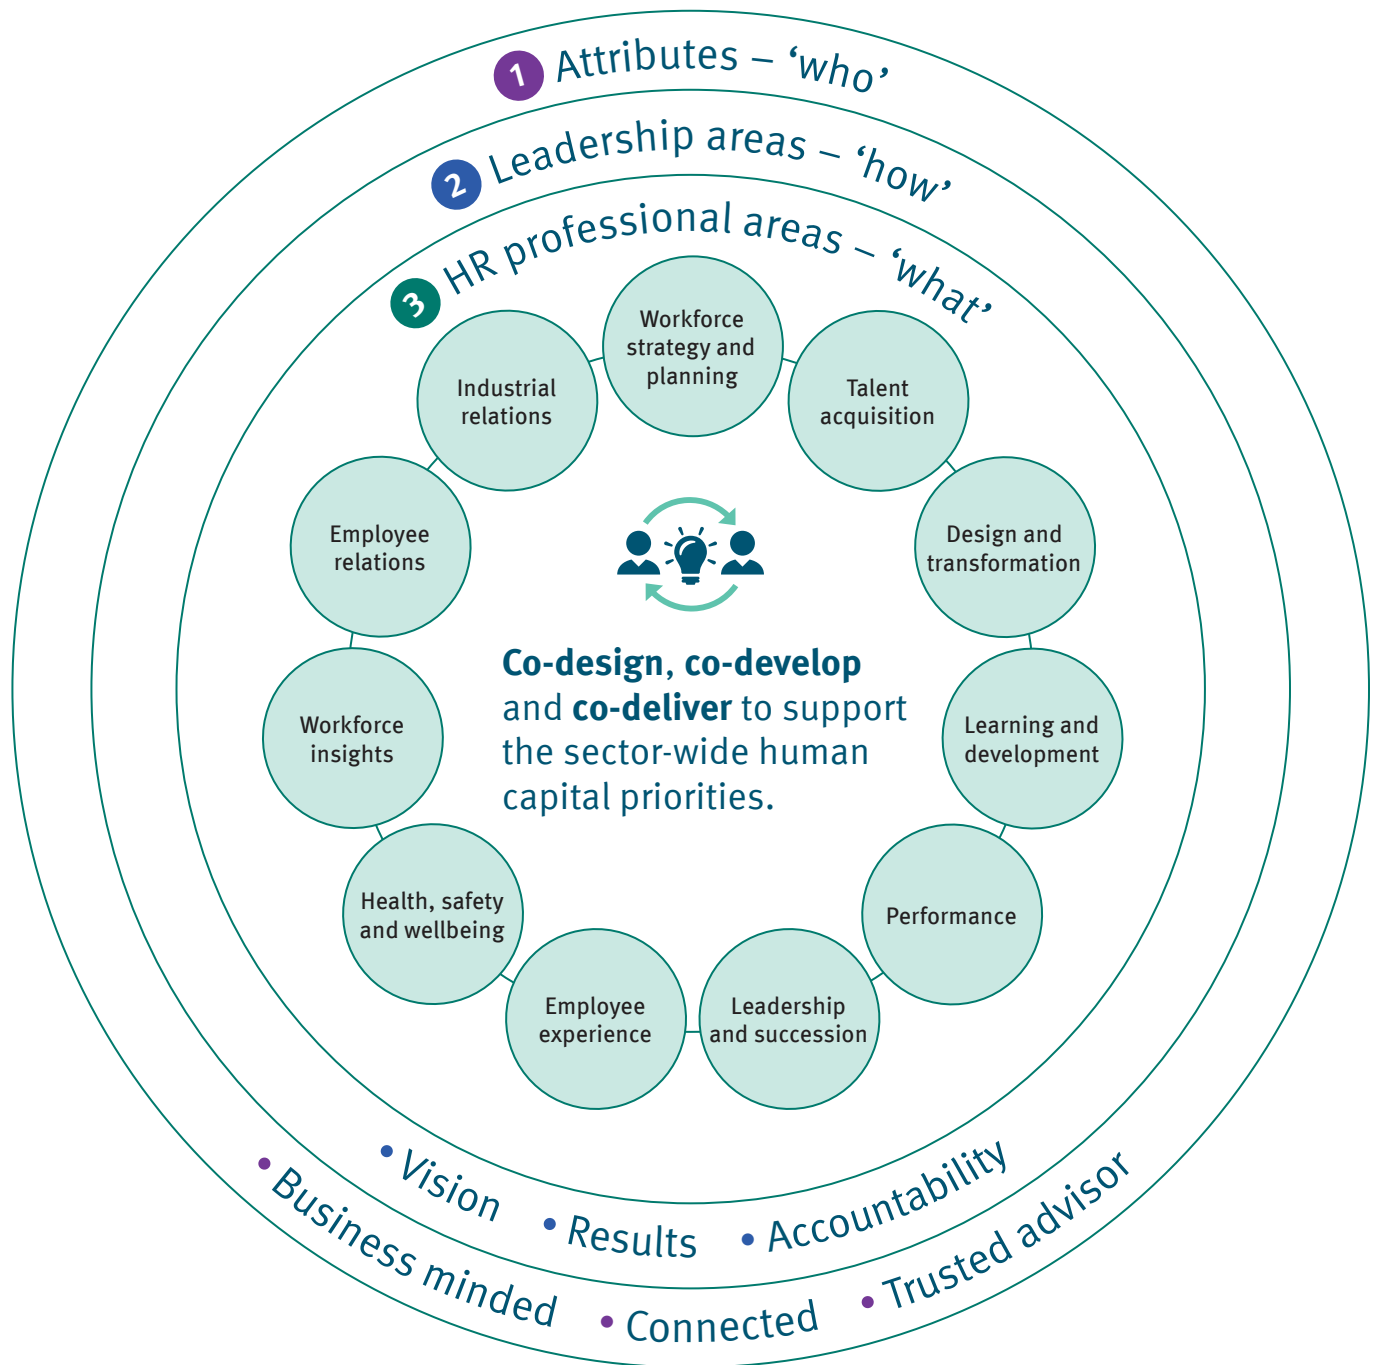 1 Attributes – ‘who’
2 Leadership areas – ‘how’
3 HR professional areas – ‘what’
Workforce
strategy and
planning
Talent
acquisition
Design and
transformation
Learning and
development
Performance
Leadership
and succession
Employee
experience
Health, safety
and wellbeing
Workforce
insights
Employee
relations
Industrial
relations
Co-design, co-develop
and co-deliver to support
the sector-wide human
capital priorities.
• Vision • Results • Accountability
• Business minded • Connected • Trusted advisor